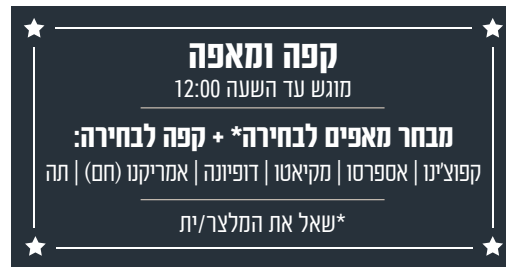 קפה ומאפה
מוגש עד השעה 12:00
מבחר מאפים לבחירה* + קפה לבחירה:
קפוצ'ינו | אספרסו | מקיאטו | דופיונה | אמריקנו (חם) | תה
*שאל את המלצר/ית